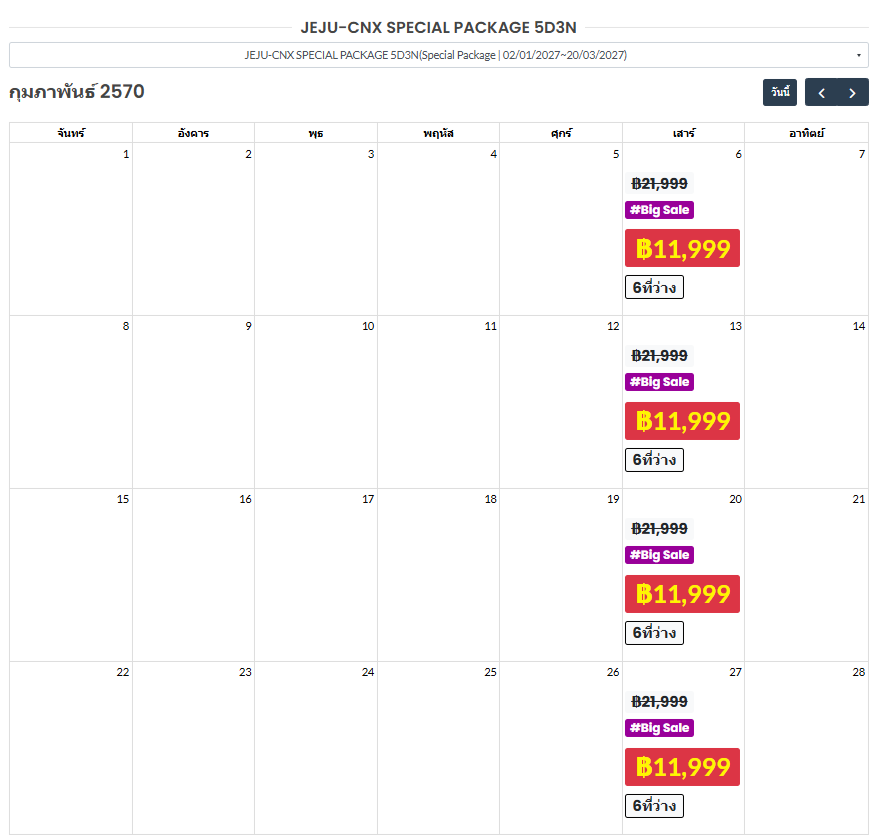 JEJU-CNX SPECIAL PACKAGE 5D3N
JEJU-CNX SPECIAL PACKAGE 5D3N(Special Package | 02/01/2027~20/03/2027)
กุมภาพันธ์ 2570
วันนี้
จันทร์ อังคาร พุธ พฤหัส ศุกร์ เสาร์ อาทิตย์
1 2 3 4 5 6 7
฿21,999
#Big Sale
฿11,999
6ที่ว่าง
8 9 10 11 12 13 14
฿21,999
#Big Sale
฿11,999
6ที่ว่าง
15 16 17 18 19 20 21
฿21,999
#Big Sale
฿11,999
6ที่ว่าง
22 23 24 25 26 27 28
฿21,999
#Big Sale
฿11,999
6ที่ว่าง